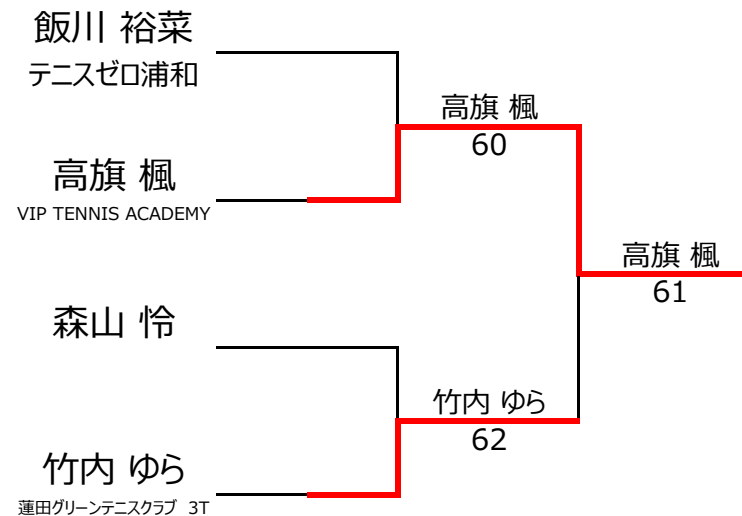 飯川 裕菜
テニスゼロ浦和
高旗 楓
60
高旗 楓
VIP TENNIS ACADEMY
高旗 楓
61
森山 怜
竹内 ゆら
62
竹内 ゆら
蓮田グリーンテニスクラブ 3T